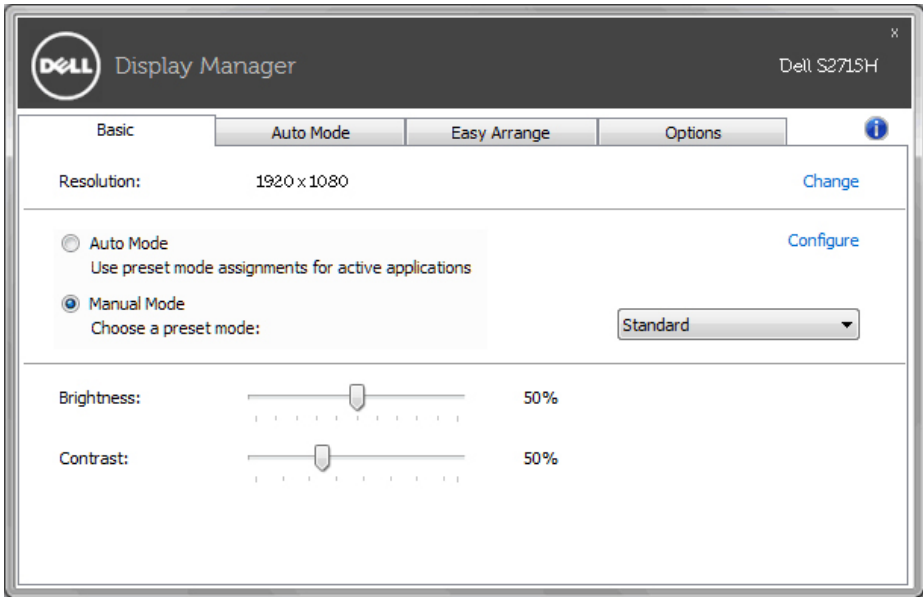 x
DELL Display Manager
Dell S2715H
Basic Auto Mode Easy Arrange Options i
Resolution: 1920 x 1080 Change
Auto Mode Configure
Use preset mode assignments for active applications
Manual Mode
Choose a preset mode: Standard
Brightness: 50%
Contrast: 50%